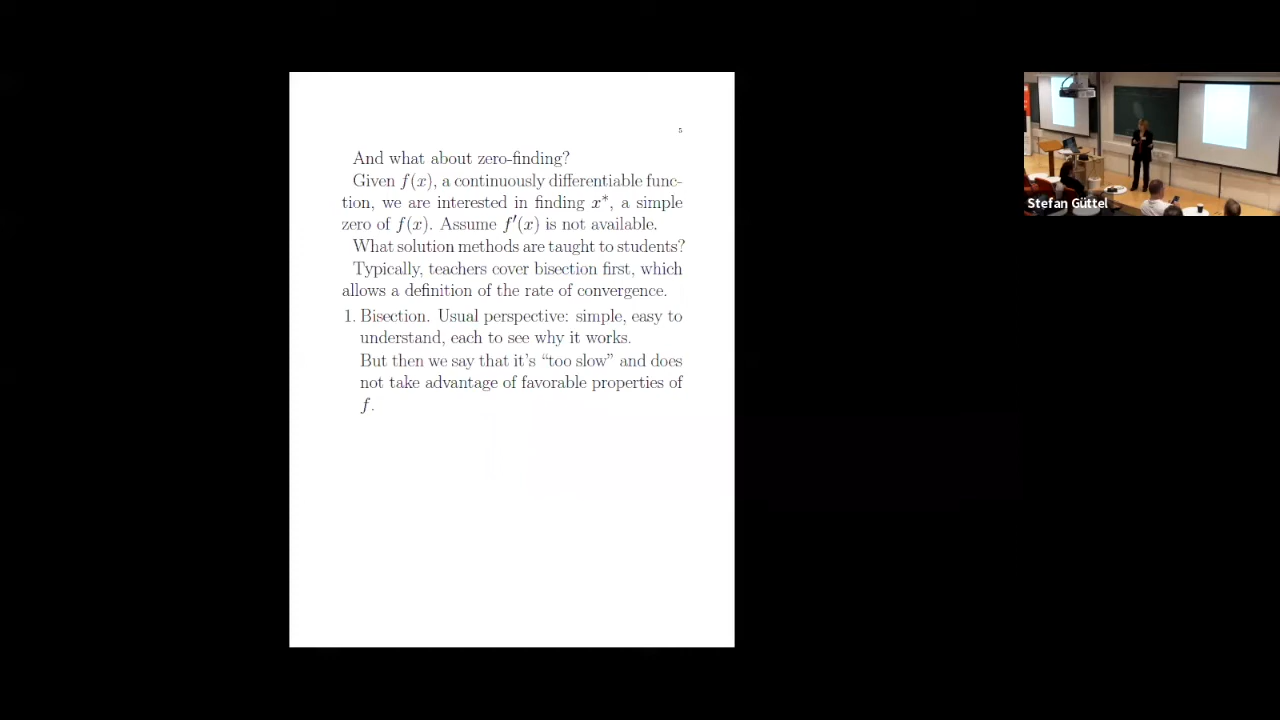 5
And what about zero-finding?
Given f(x), a continuously differentiable func-
tion, we are interested in finding x*, a simple
zero of f(x). Assume f′(x) is not available.
What solution methods are taught to students?
Typically, teachers cover bisection first, which
allows a definition of the rate of convergence.
1. Bisection. Usual perspective: simple, easy to
understand, each to see why it works.
But then we say that it's “too slow” and does
not take advantage of favorable properties of
f.
Stefan Güttel